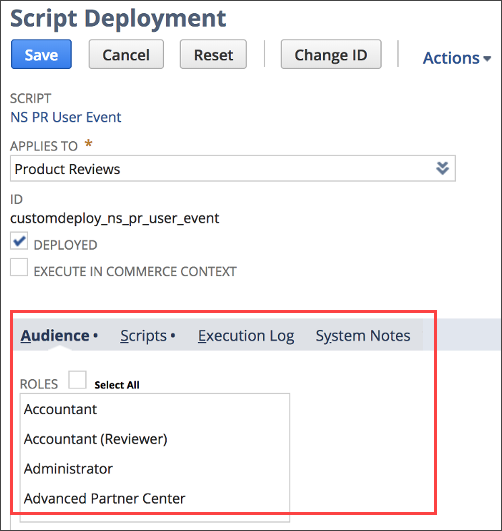 Script Deployment
Save Cancel Reset Change ID Actions
SCRIPT
NS PR User Event
APPLIES TO *
Product Reviews
ID
customdeploy_ns_pr_user_event
DEPLOYED
EXECUTE IN COMMERCE CONTEXT
Audience • Scripts • Execution Log System Notes
ROLES Select All
Accountant
Accountant (Reviewer)
Administrator
Advanced Partner Center